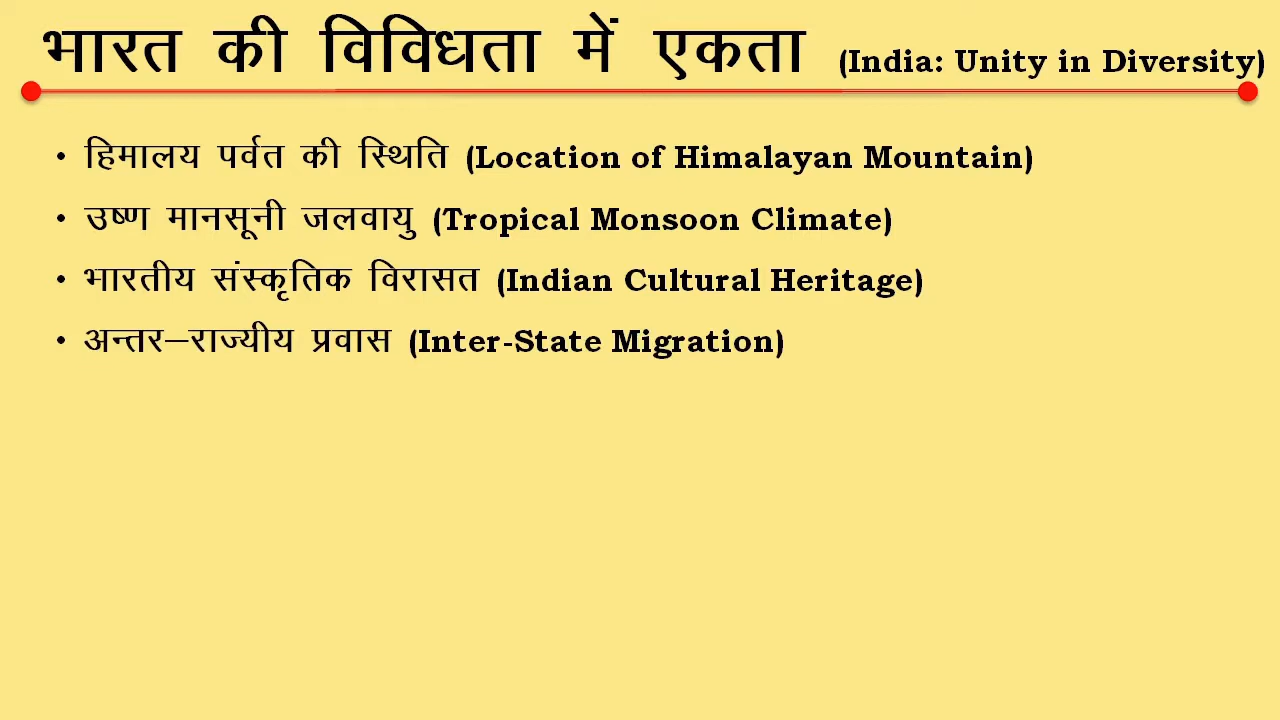 भारत की विविधता में एकता (India: Unity in Diversity)
• हिमालय पर्वत की स्थिति (Location of Himalayan Mountain)
• उष्ण मानसूनी जलवायु (Tropical Monsoon Climate)
• भारतीय संस्कृतिक विरासत (Indian Cultural Heritage)
• अन्तर–राज्यीय प्रवास (Inter-State Migration)